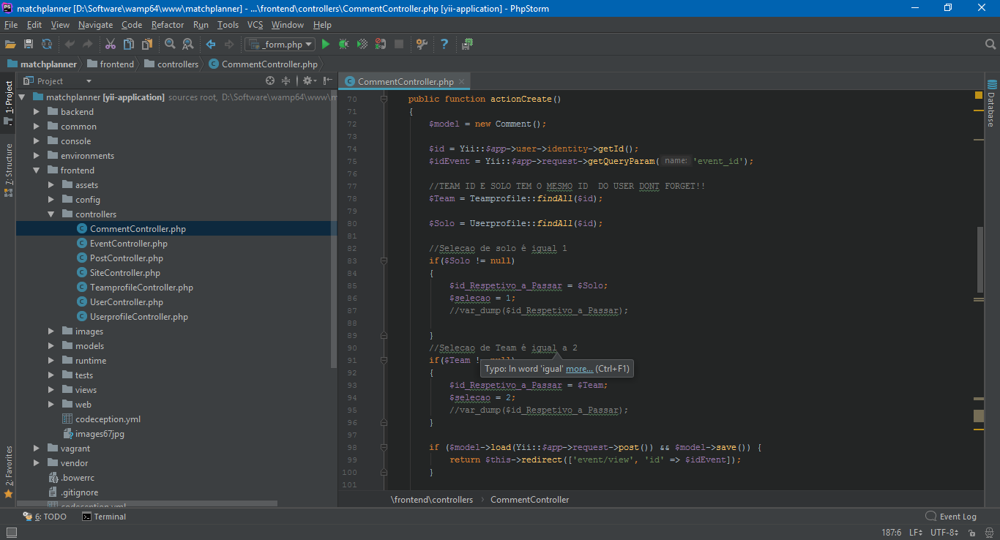 matchplanner [D:\Software\wamp64\www\matchplanner] - ...\frontend\controllers\CommentController.php [yii-application] - PhpStorm
File Edit View Navigate Code Refactor Run Tools VCS Window Help
_form.php
matchplanner frontend controllers CommentController.php
Project
CommentController.php
1: Project
7: Structure
2: Favorites
Database
matchplanner [yii-application] sources root, D:\Software\wamp64\www\m
backend
common
console
environments
frontend
assets
config
controllers
CommentController.php
EventController.php
PostController.php
SiteController.php
TeamprofileController.php
UserController.php
UserprofileController.php
images
models
runtime
tests
views
web
codeception.yml
images67jpg
vagrant
vendor
.bowerrc
.gitignore
codeception.yml
70 public function actionCreate()
71 {
72 $model = new Comment();
73
74 $id = Yii::$app->user->identity->getId();
75 $idEvent = Yii::$app->request->getQueryParam( name: 'event_id');
76
77 //TEAM ID E SOLO TEM O MESMO ID  DO USER DONT FORGET!!
78 $Team = Teamprofile::findAll($id);
79
80 $Solo = Userprofile::findAll($id);
81
82 //Selecao de solo é igual 1
83 if($Solo != null)
84 {
85 $id_Respetivo_a_Passar = $Solo;
86 $selecao = 1;
87 //var_dump($id_Respetivo_a_Passar);
88
89 }
90 //Selecao de Team é igual a 2
91 if($Team != null)
Typo: In word 'igual' more... (Ctrl+F1)
92 {
93 $id_Respetivo_a_Passar = $Team;
94 $selecao = 2;
95 //var_dump($id_Respetivo_a_Passar);
96 }
97
98 if ($model->load(Yii::$app->request->post()) && $model->save()) {
99 return $this->redirect(['event/view', 'id' => $idEvent]);
100 }
101
\frontend\controllers › CommentController
6: TODO Terminal Event Log
187:6 LF UTF-8